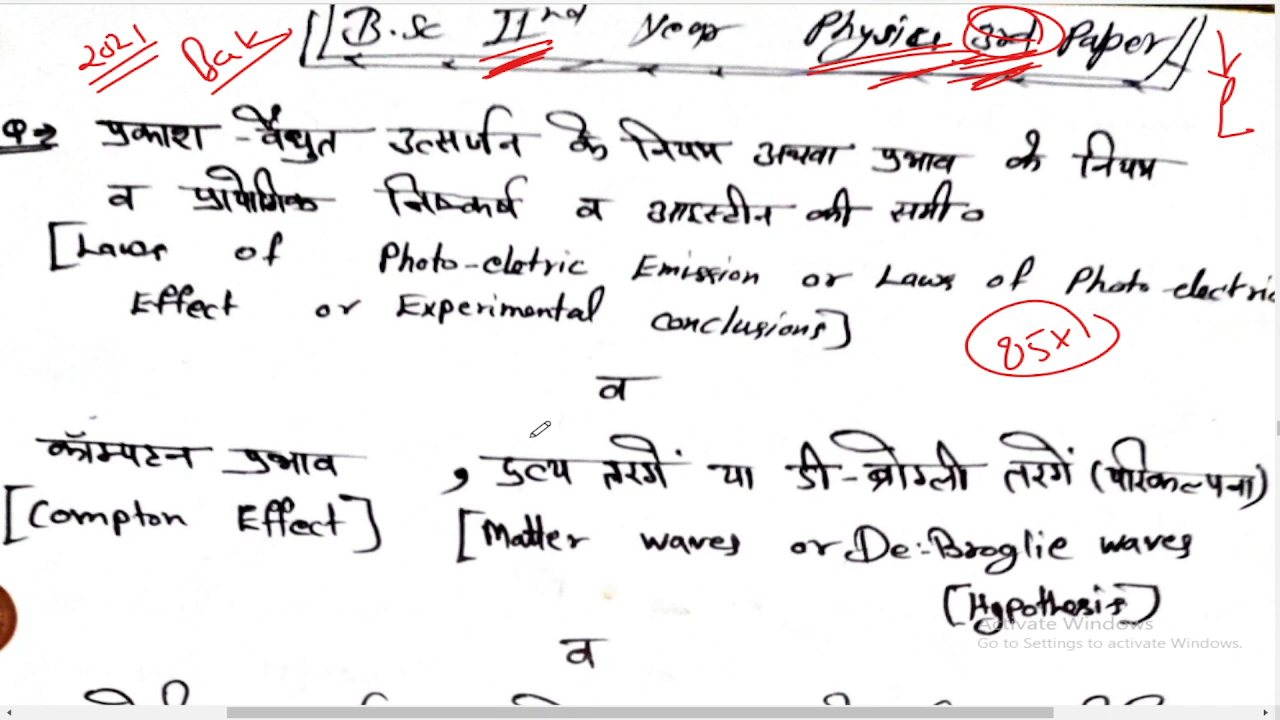 2021 Bak
B.Sc IInd Year Physics 3rd Paper
Q⇒ प्रकाश-वैधुत उत्सर्जन के नियम अथवा प्रभाव के नियम
व प्रायोगिक निष्कर्ष व आइस्टीन की समी०
[Laws of Photo-eletric Emission or Laws of Photo-electric
Effect or Experimental conclusions]
85×1
व
कॉम्पटन प्रभाव , द्रव्य तरंगें या डी-ब्रोग्ली तरंगें (परिकल्पना)
[Compton Effect] [Matter waves or De-Broglie waves
[Hypothesis]
Activate Windows
Go to Settings to activate Windows.
व